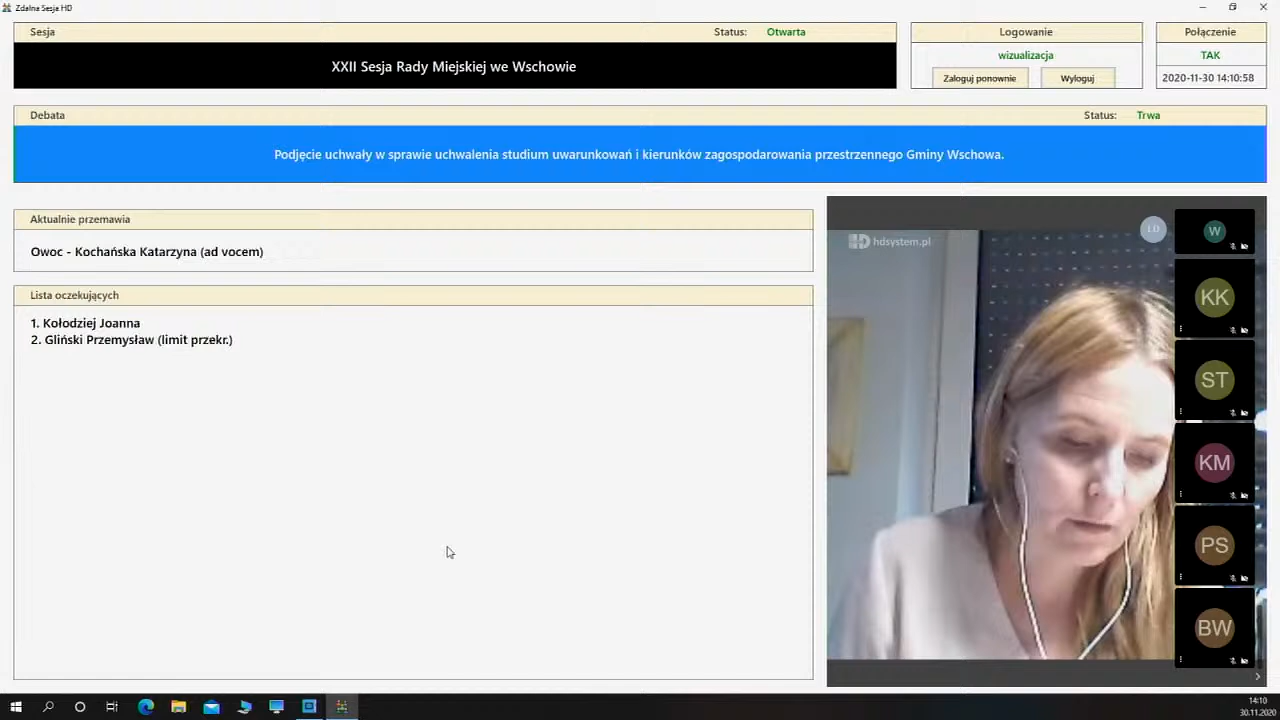 Zdalna Sesja HD
Sesja
Status: Otwarta
XXII Sesja Rady Miejskiej we Wschowie
Logowanie
wizualizacja
Zaloguj ponownie
Wyloguj
Połączenie
TAK
2020-11-30 14:10:58
Debata
Status: Trwa
Podjęcie uchwały w sprawie uchwalenia studium uwarunkowań i kierunków zagospodarowania przestrzennego Gminy Wschowa.
Aktualnie przemawia
Owoc - Kochańska Katarzyna (ad vocem)
Lista oczekujących
1. Kołodziej Joanna
2. Gliński Przemysław (limit przekr.)
hdsystem.pl
LD
W
KK
ST
KM
PS
BW
14:10
30.11.2020